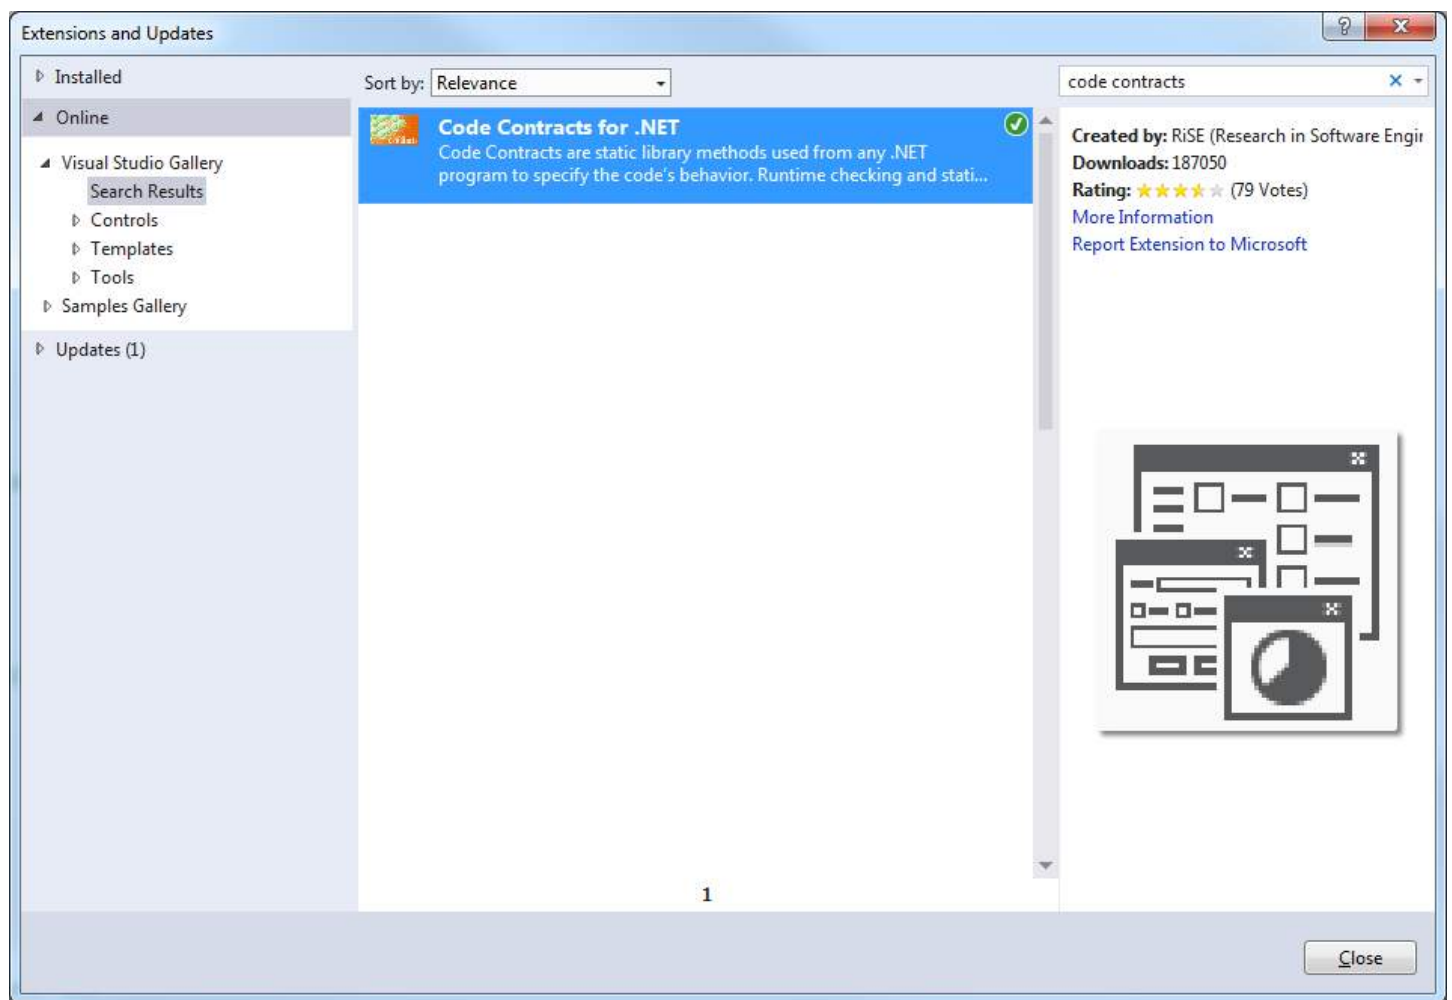 Extensions and Updates
Installed
Online
Visual Studio Gallery
Search Results
Controls
Templates
Tools
Samples Gallery
Updates (1)
Sort by: Relevance
Code Contracts for .NET
Code Contracts are static library methods used from any .NET
program to specify the code's behavior. Runtime checking and stati...
1
code contracts
Created by: RiSE (Research in Software Engir
Downloads: 187050
Rating: (79 Votes)
More Information
Report Extension to Microsoft
Close